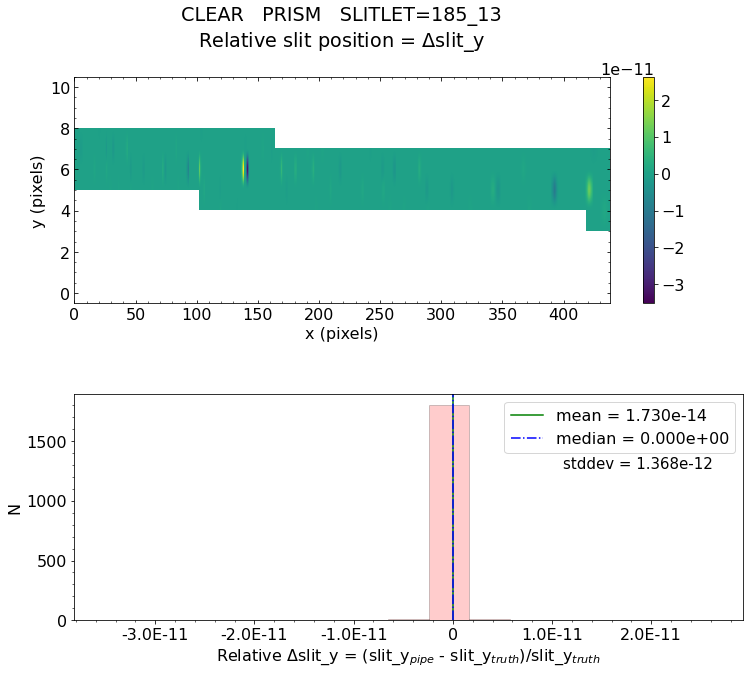 CLEAR PRISM SLITLET=185_13
Relative slit position = Δslit_y
1e−11
10
8
6
4
2
0
y (pixels)
0 50 100 150 200 250 300 350 400
x (pixels)
2
1
0
−1
−2
−3
mean = 1.730e-14
median = 0.000e+00
stddev = 1.368e-12
1500
1000
500
0
N
-3.0E-11 -2.0E-11 -1.0E-11 0 1.0E-11 2.0E-11
Relative Δslit_y = (slit_y_pipe - slit_y_truth)/slit_y_truth